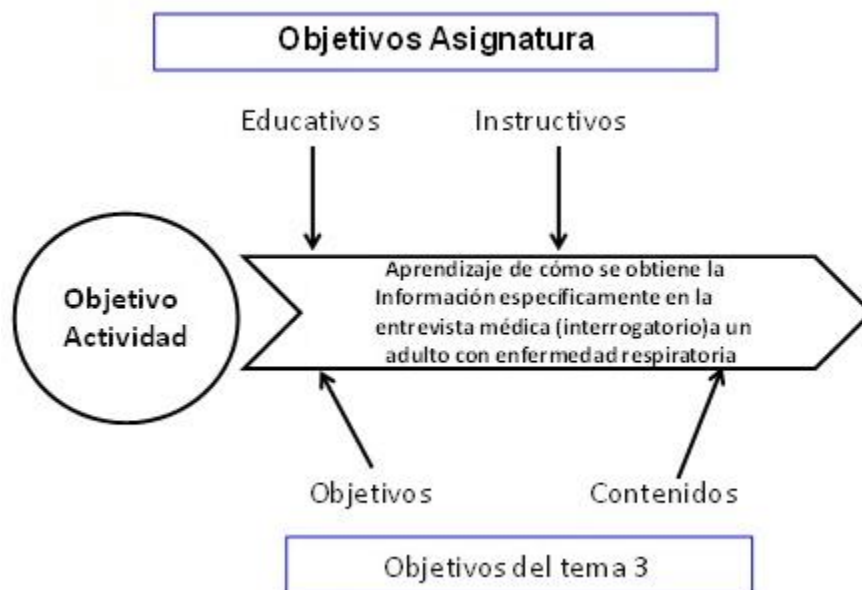 Objetivos Asignatura
Educativos Instructivos
Objetivo
Actividad
Aprendizaje de cómo se obtiene la
Información específicamente en la
entrevista médica (interrogatorio)a un
adulto con enfermedad respiratoria
Objetivos Contenidos
Objetivos del tema 3